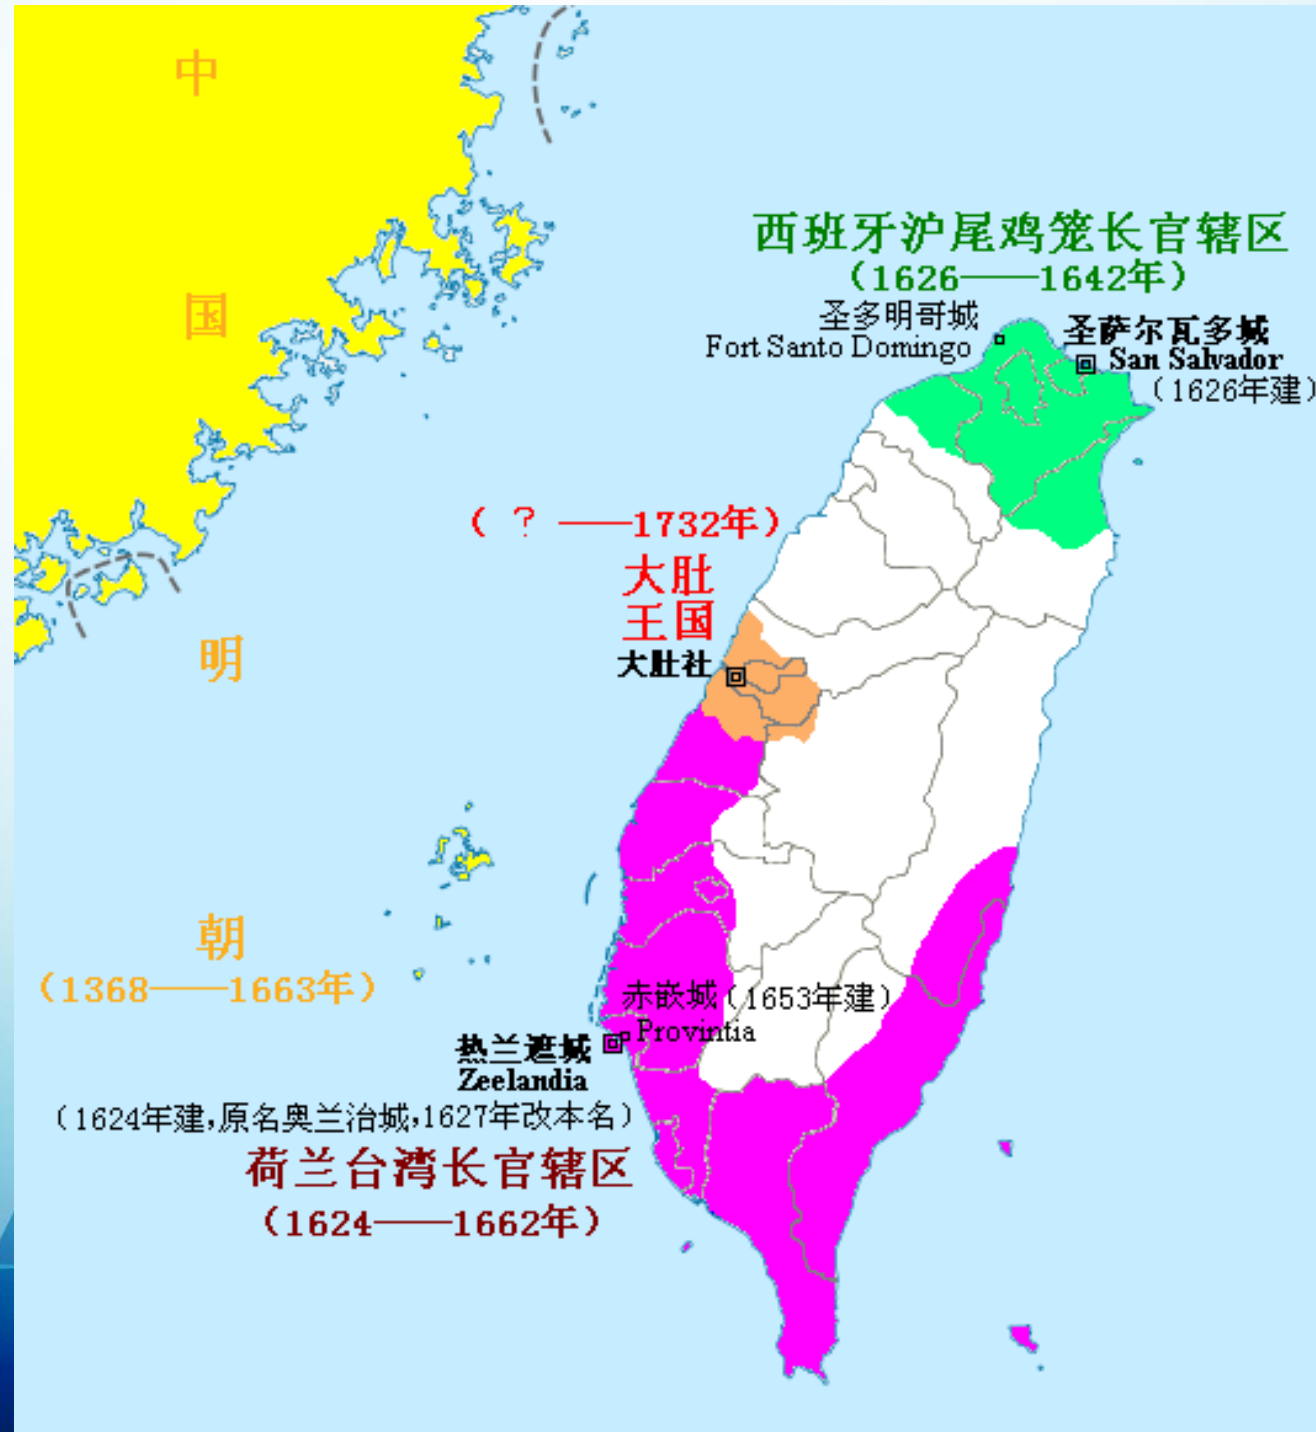 中
国
明
朝
（1368——1663年）
西班牙沪尾鸡笼长官辖区
（1626——1642年）
圣多明哥城
Fort Santo Domingo
圣萨尔瓦多城
San Salvador
（1626年建）
（ ？ ——1732年）
大肚
王国
大肚社
赤嵌城（1653年建）
Provintia
热兰遮城
Zeelandia
（1624年建,原名奥兰治城,1627年改本名）
荷兰台湾长官辖区
（1624——1662年）